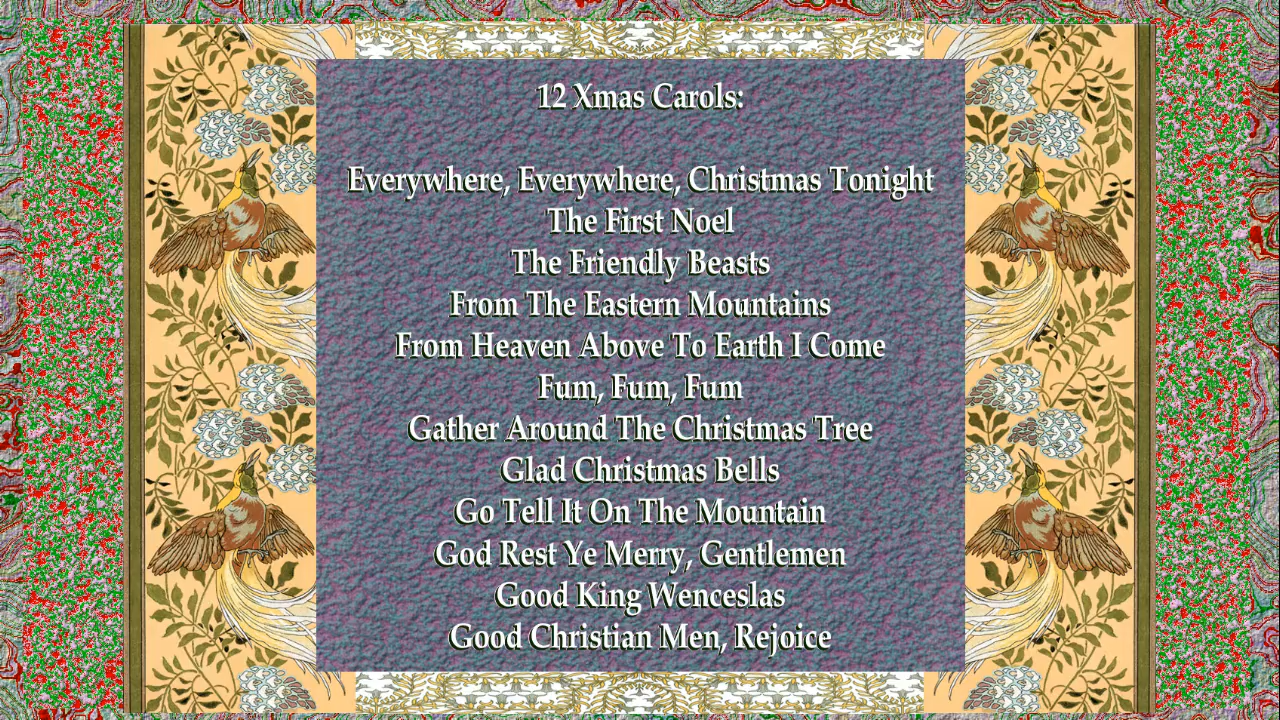 12 Xmas Carols:
Everywhere, Everywhere, Christmas Tonight
The First Noel
The Friendly Beasts
From The Eastern Mountains
From Heaven Above To Earth I Come
Fum, Fum, Fum
Gather Around The Christmas Tree
Glad Christmas Bells
Go Tell It On The Mountain
God Rest Ye Merry, Gentlemen
Good King Wenceslas
Good Christian Men, Rejoice